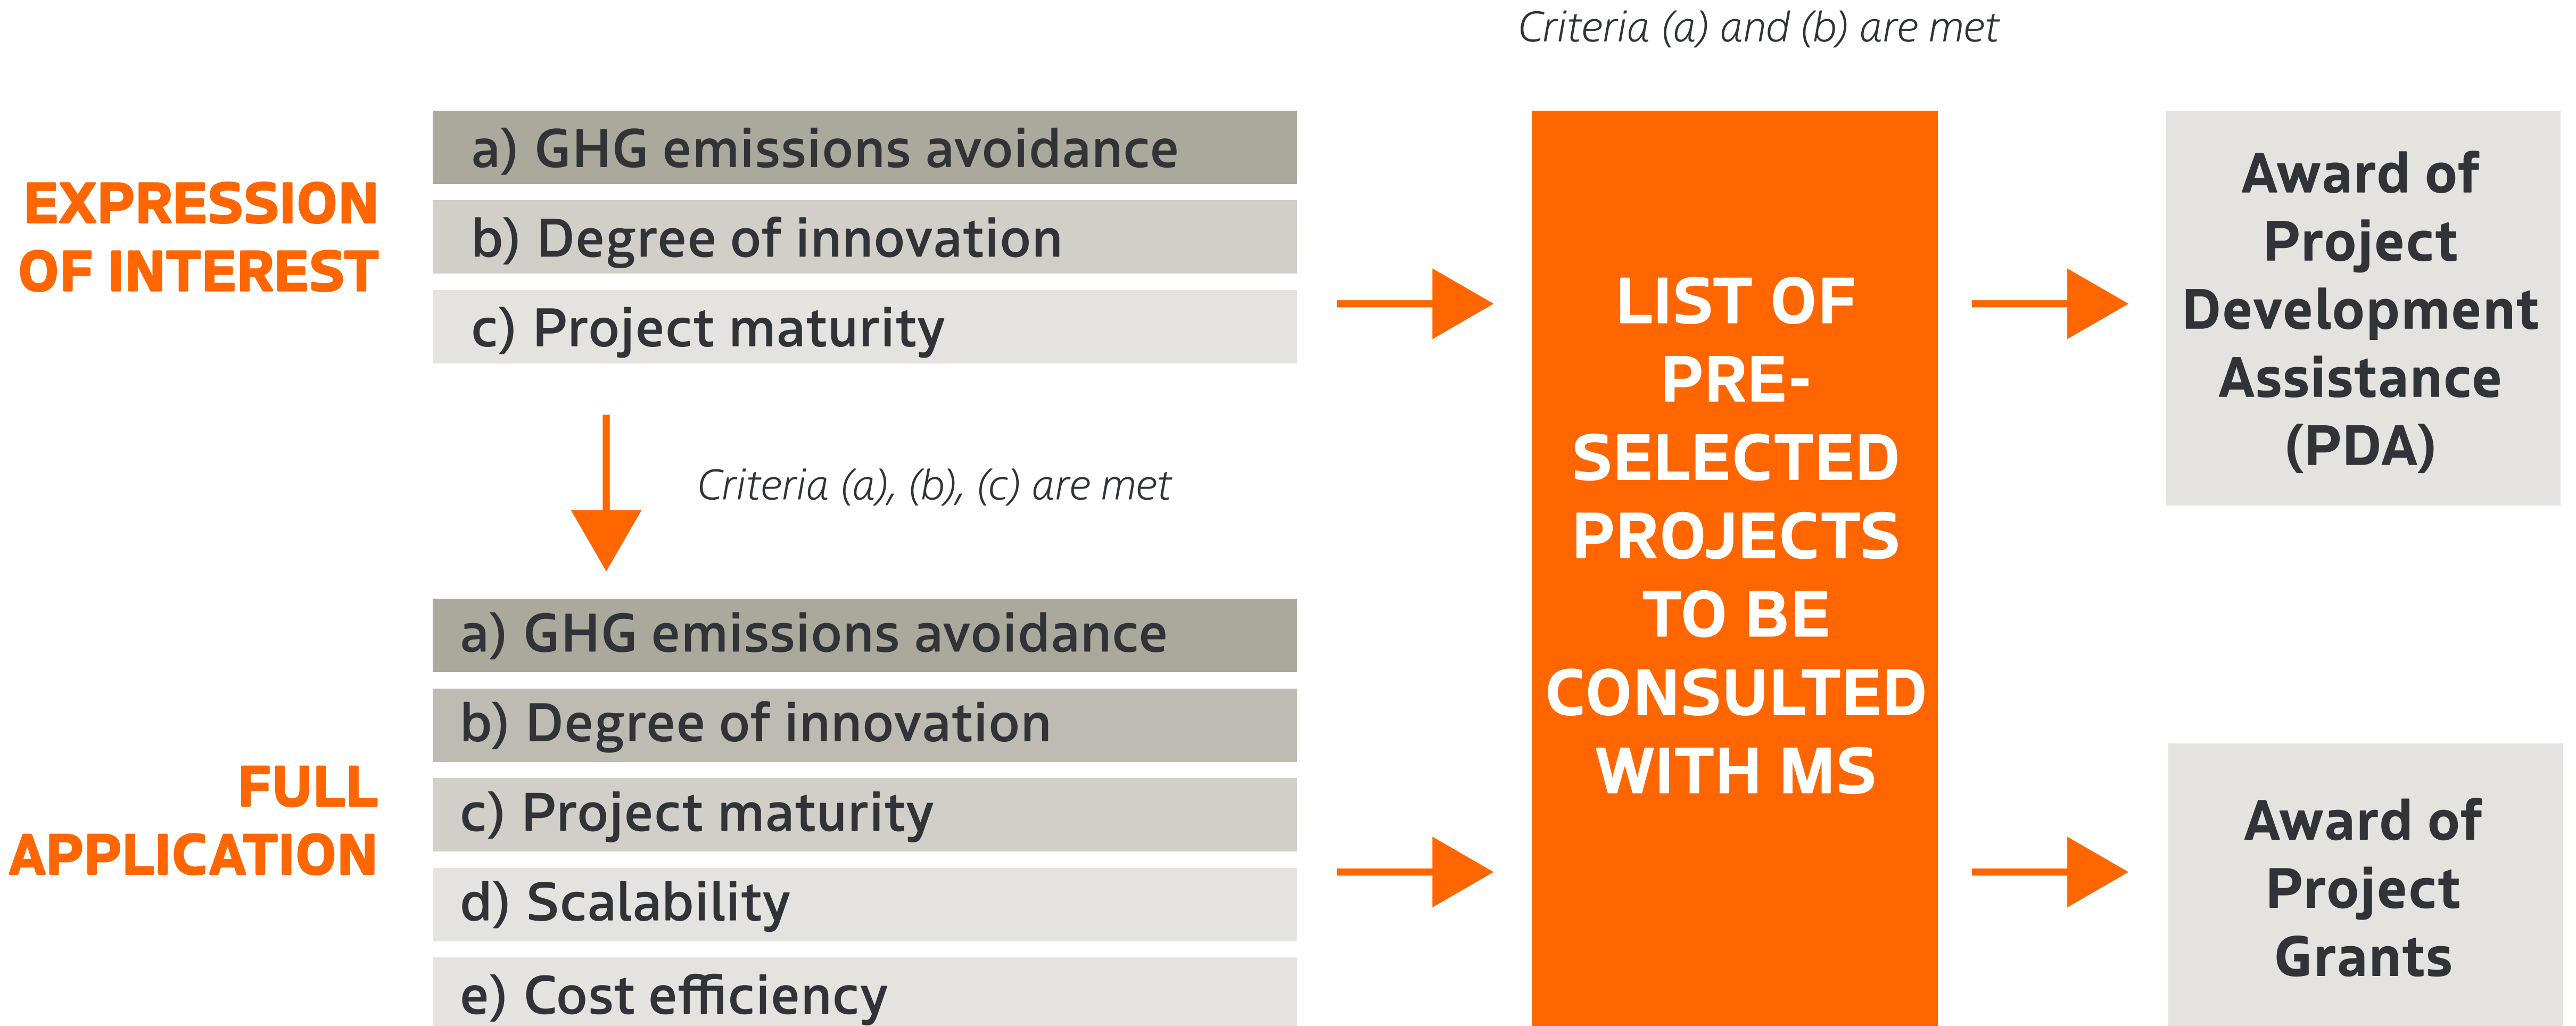 Criteria (a) and (b) are met
EXPRESSION
OF INTEREST
a) GHG emissions avoidance
b) Degree of innovation
c) Project maturity
Criteria (a), (b), (c) are met
FULL
APPLICATION
a) GHG emissions avoidance
b) Degree of innovation
c) Project maturity
d) Scalability
e) Cost efficiency
LIST OF
PRE-
SELECTED
PROJECTS
TO BE
CONSULTED
WITH MS
Award of
Project
Development
Assistance
(PDA)
Award of
Project
Grants